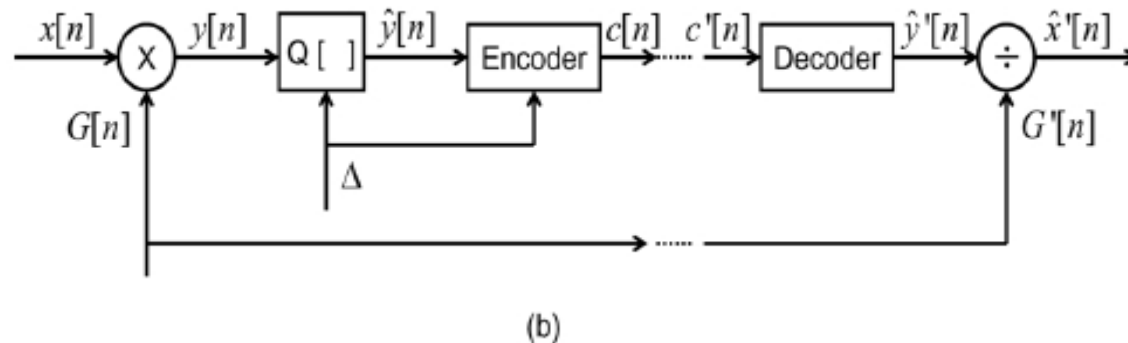 x[n] X y[n] Q [ ] ŷ[n] Encoder c[n] c'[n] Decoder ŷ'[n] ÷ x̂'[n]
G[n] Δ G'[n]
(b)